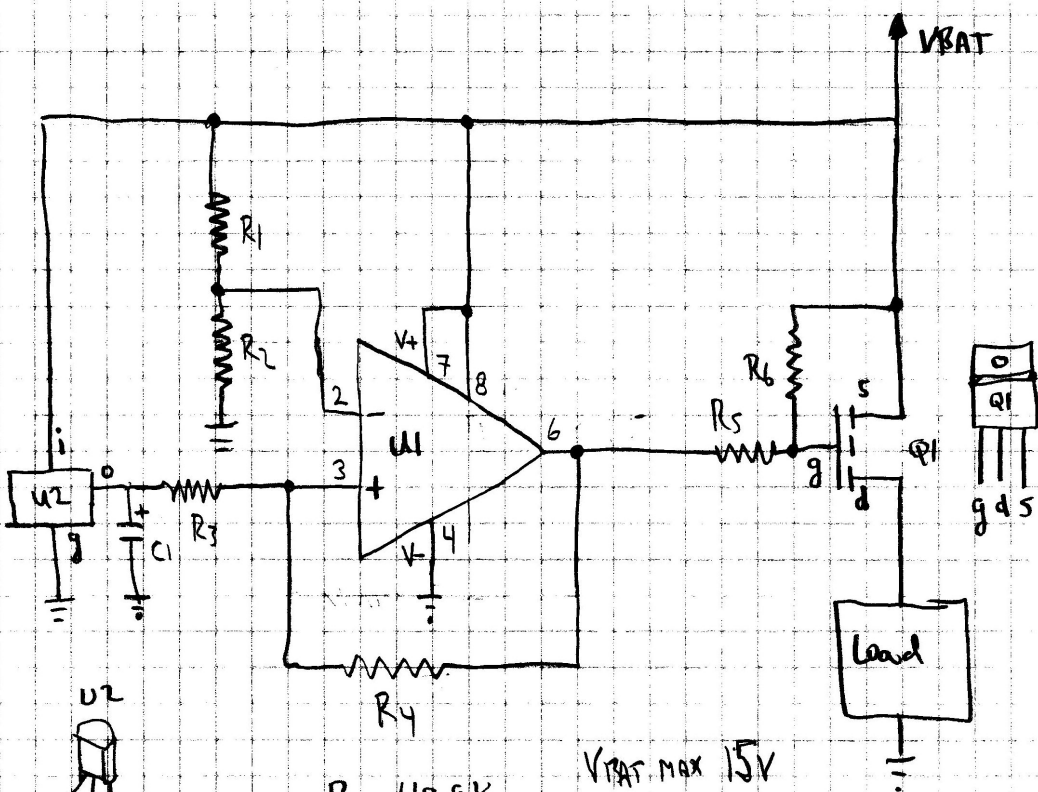 VBAT
R1
R2
V+
7
8
2
-
U1
6
3
+
4
V-
i
U2
o
g
+
C1
R3
R4
R5
R6
s
g
d
Q1
D
Q1
g d s
Load
U2
VBAT MAX 15V